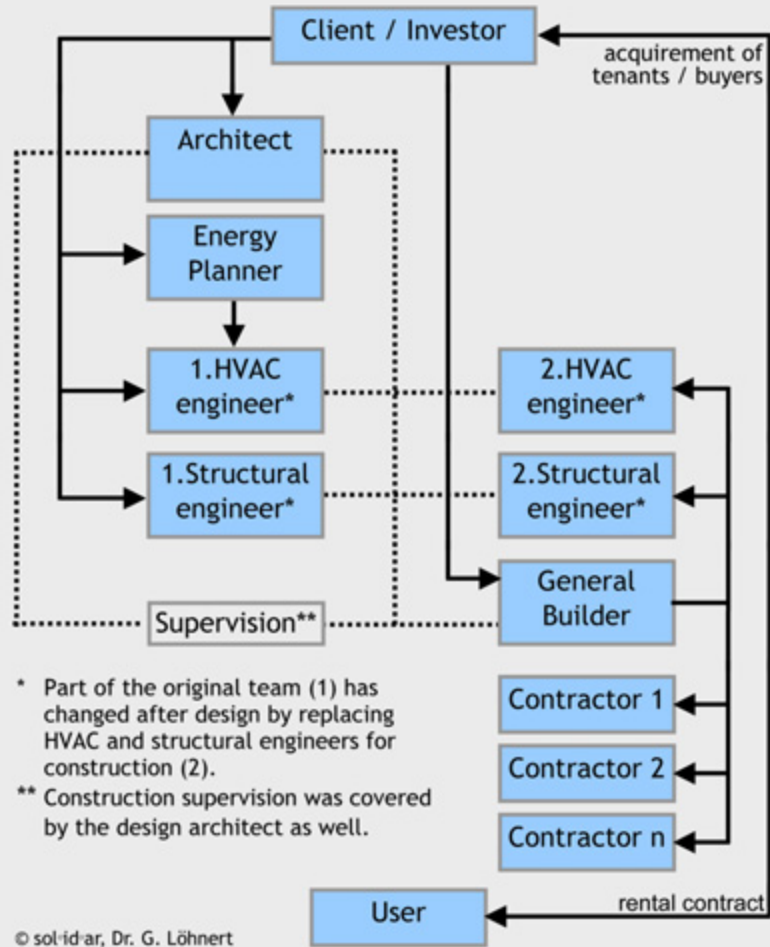 Client / Investor
acquirement of
tenants / buyers
Architect
Energy
Planner
1.HVAC
engineer*
2.HVAC
engineer*
1.Structural
engineer*
2.Structural
engineer*
General
Builder
Supervision**
* Part of the original team (1) has
changed after design by replacing
HVAC and structural engineers for
construction (2).
** Construction supervision was covered
by the design architect as well.
Contractor 1
Contractor 2
Contractor n
User
rental contract
© sol·id·ar, Dr. G. Löhnert